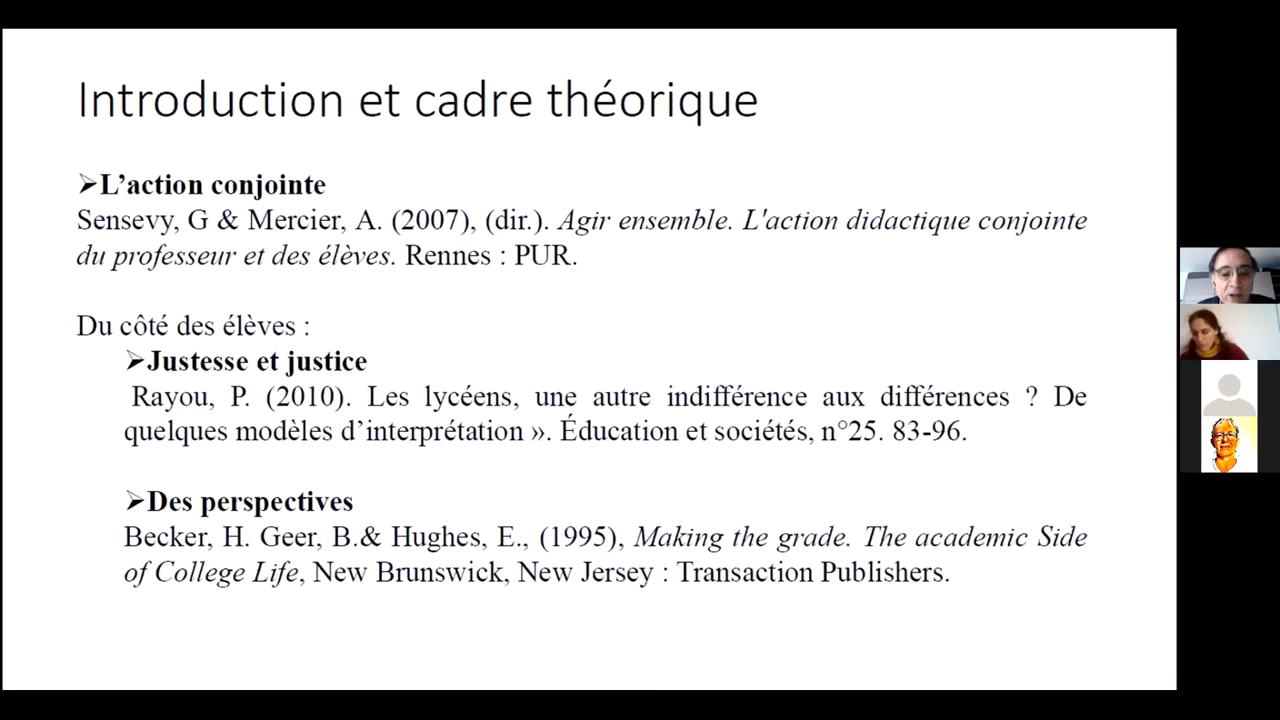 Introduction et cadre théorique
➢L’action conjointe
Sensevy, G & Mercier, A. (2007), (dir.). Agir ensemble. L'action didactique conjointe
du professeur et des élèves. Rennes : PUR.
Du côté des élèves :
➢Justesse et justice
Rayou, P. (2010). Les lycéens, une autre indifférence aux différences ? De
quelques modèles d’interprétation ». Éducation et sociétés, n°25. 83-96.
➢Des perspectives
Becker, H. Geer, B.& Hughes, E., (1995), Making the grade. The academic Side
of College Life, New Brunswick, New Jersey : Transaction Publishers.